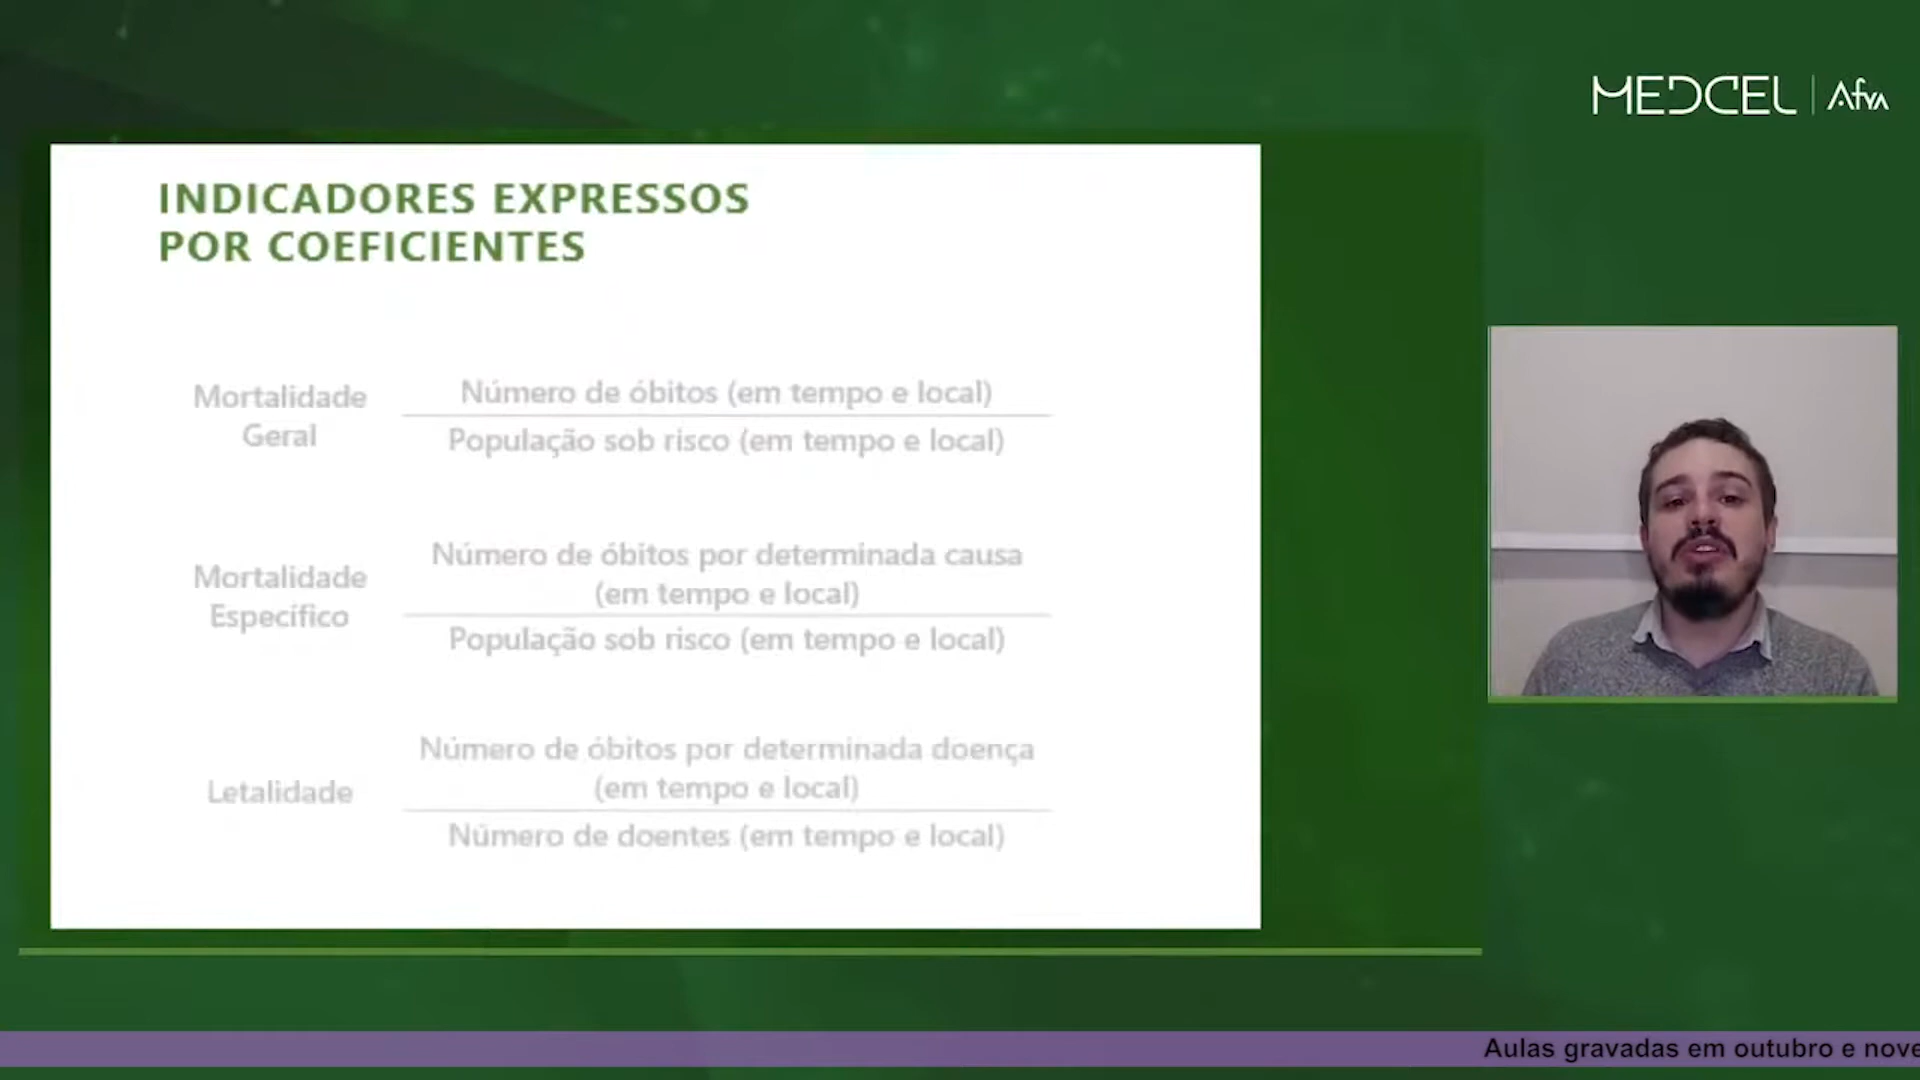 MEDCEL | Afya
INDICADORES EXPRESSOS
POR COEFICIENTES
Mortalidade
Geral
Número de óbitos (em tempo e local)
População sob risco (em tempo e local)
Mortalidade
Específico
Número de óbitos por determinada causa
(em tempo e local)
População sob risco (em tempo e local)
Letalidade
Número de óbitos por determinada doença
(em tempo e local)
Número de doentes (em tempo e local)
Aulas gravadas em outubro e nove